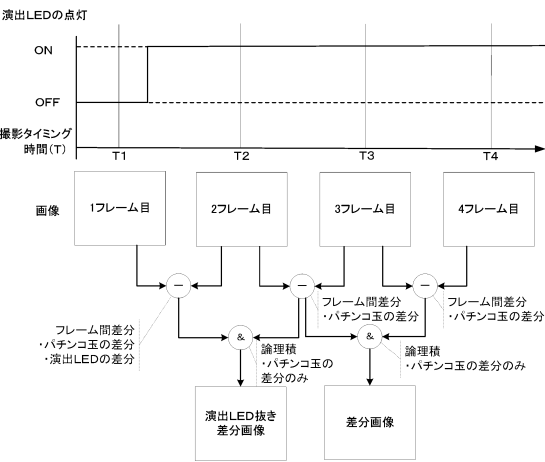 演出LEDの点灯
ON
OFF
撮影タイミング
時間(T)
T1
T2
T3
T4
画像
1フレーム目
2フレーム目
3フレーム目
4フレーム目
−
−
−
フレーム間差分
・パチンコ玉の差分
・演出LEDの差分
フレーム間差分
・パチンコ玉の差分
フレーム間差分
・パチンコ玉の差分
&
&
論理積
・パチンコ玉の
差分のみ
論理積
・パチンコ玉の差分のみ
演出LED抜き
差分画像
差分画像